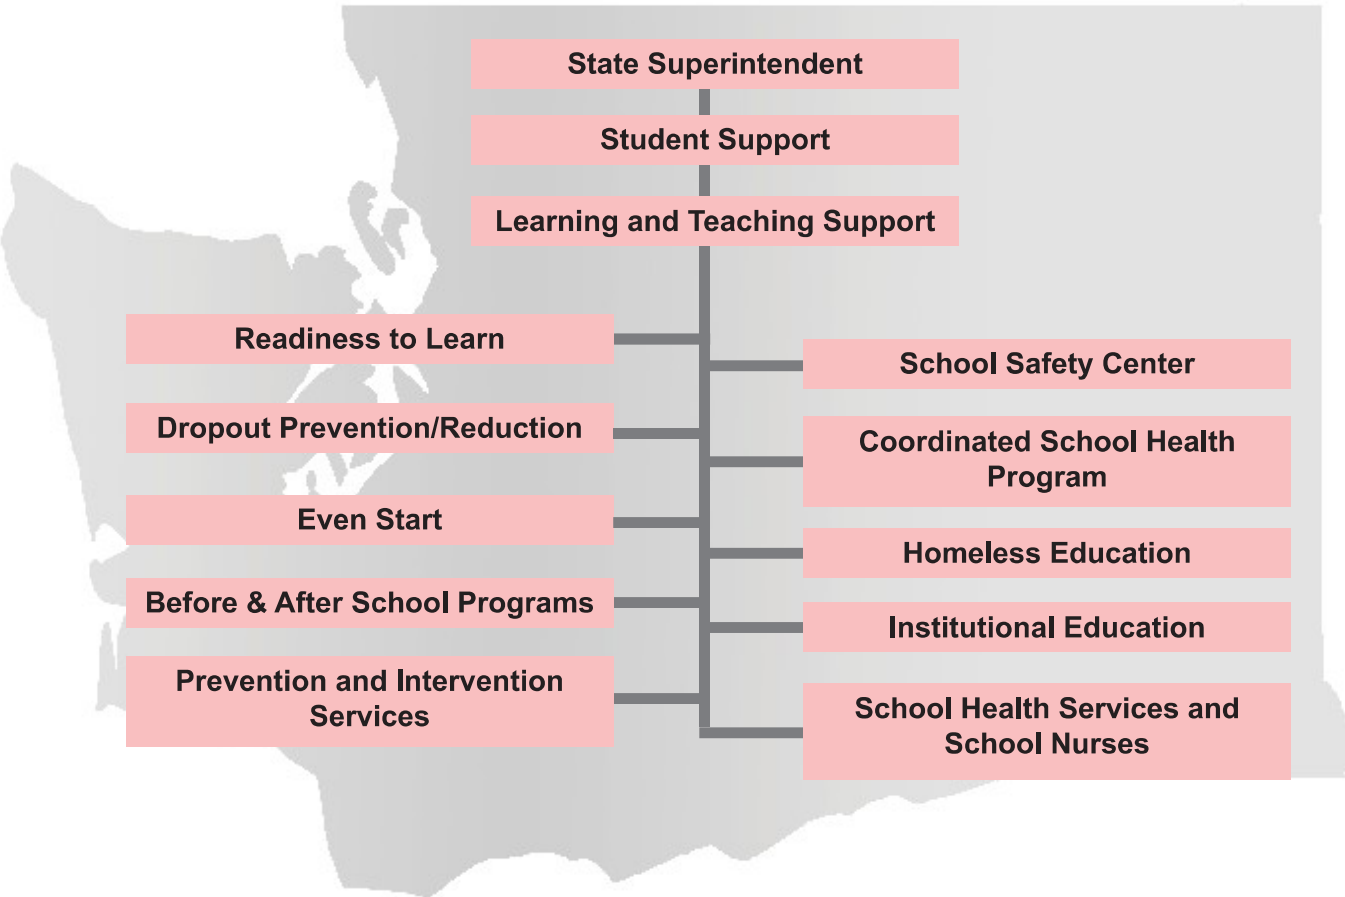 State Superintendent
Student Support
Learning and Teaching Support
Readiness to Learn
Dropout Prevention/Reduction
Even Start
Before & After School Programs
Prevention and Intervention
Services
School Safety Center
Coordinated School Health
Program
Homeless Education
Institutional Education
School Health Services and
School Nurses